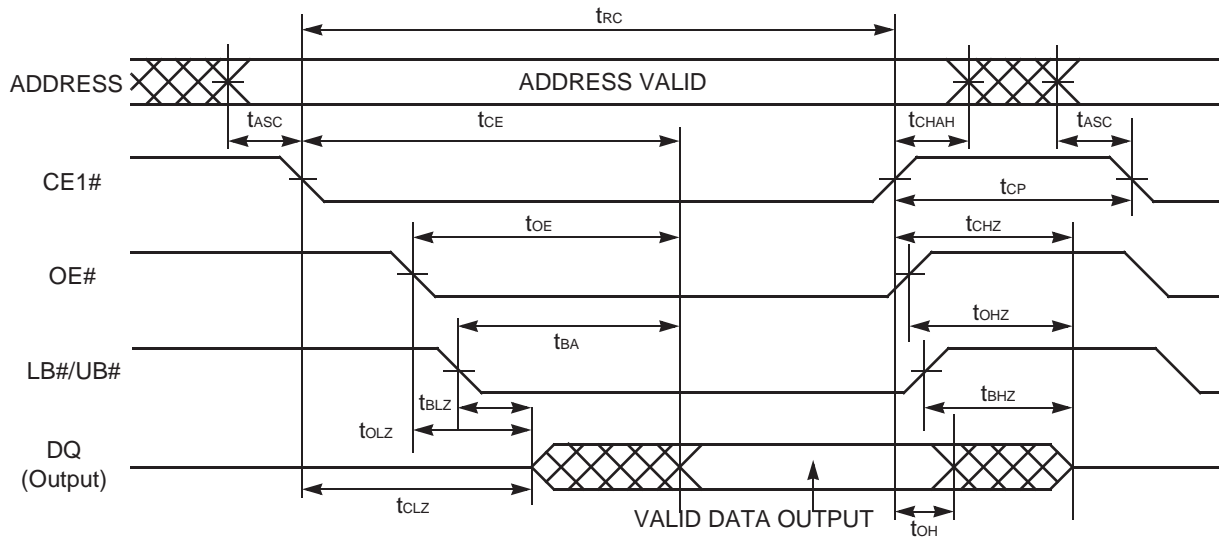 tRC
ADDRESS
ADDRESS VALID
tASC
tCE
tCHAH
tASC
CE1#
tCP
tOE
tCHZ
OE#
tOHZ
tBA
LB#/UB#
tBLZ
tBHZ
tOLZ
DQ
(Output)
tCLZ
VALID DATA OUTPUT
tOH